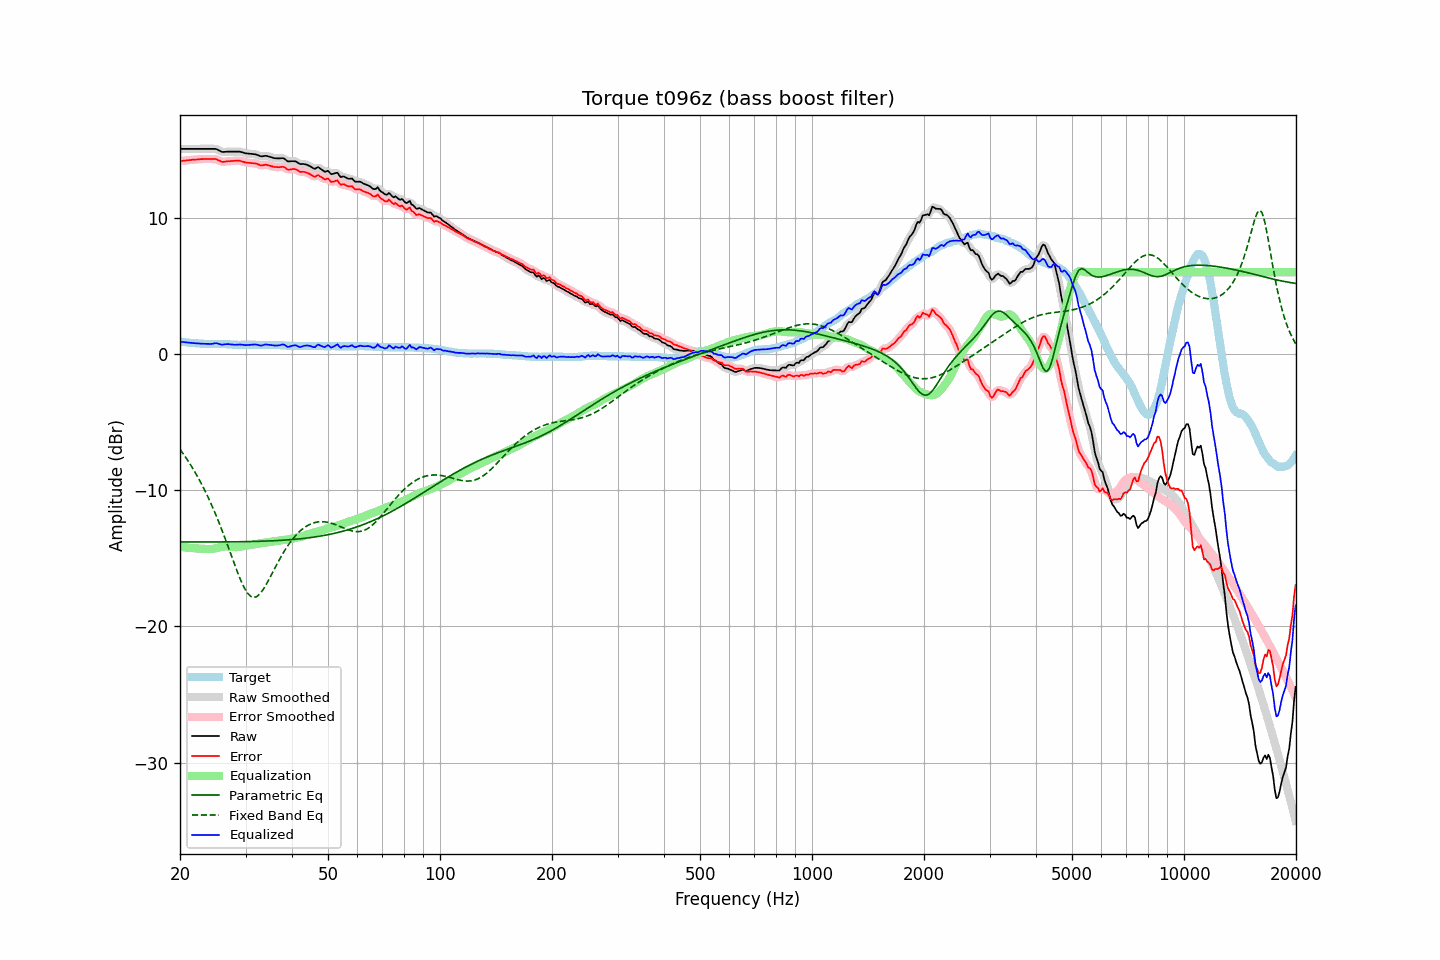 Torque t096z (bass boost filter)
Amplitude (dBr)
10
0
−10
−20
−30
Target
Raw Smoothed
Error Smoothed
Raw
Error
Equalization
Parametric Eq
Fixed Band Eq
Equalized
20 50 100 200 500 1000 2000 5000 10000 20000
Frequency (Hz)